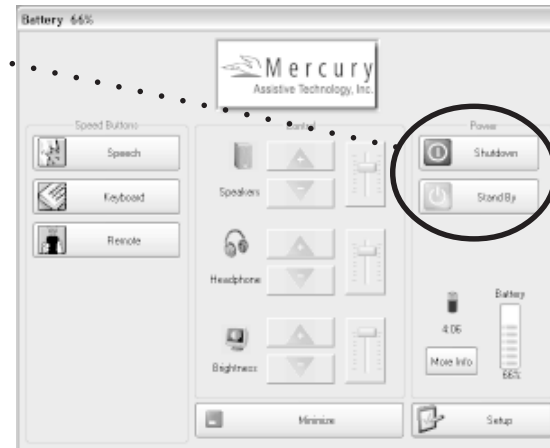 Battery 66%
Mercury
Assistive Technology, Inc.
Speed Buttons
Speech
Keyboard
Remote
Control
Speakers
Headphone
Brightness
Minimize
Power
Shutdown
Stand By
Battery
4:06
More Info
66%
Setup